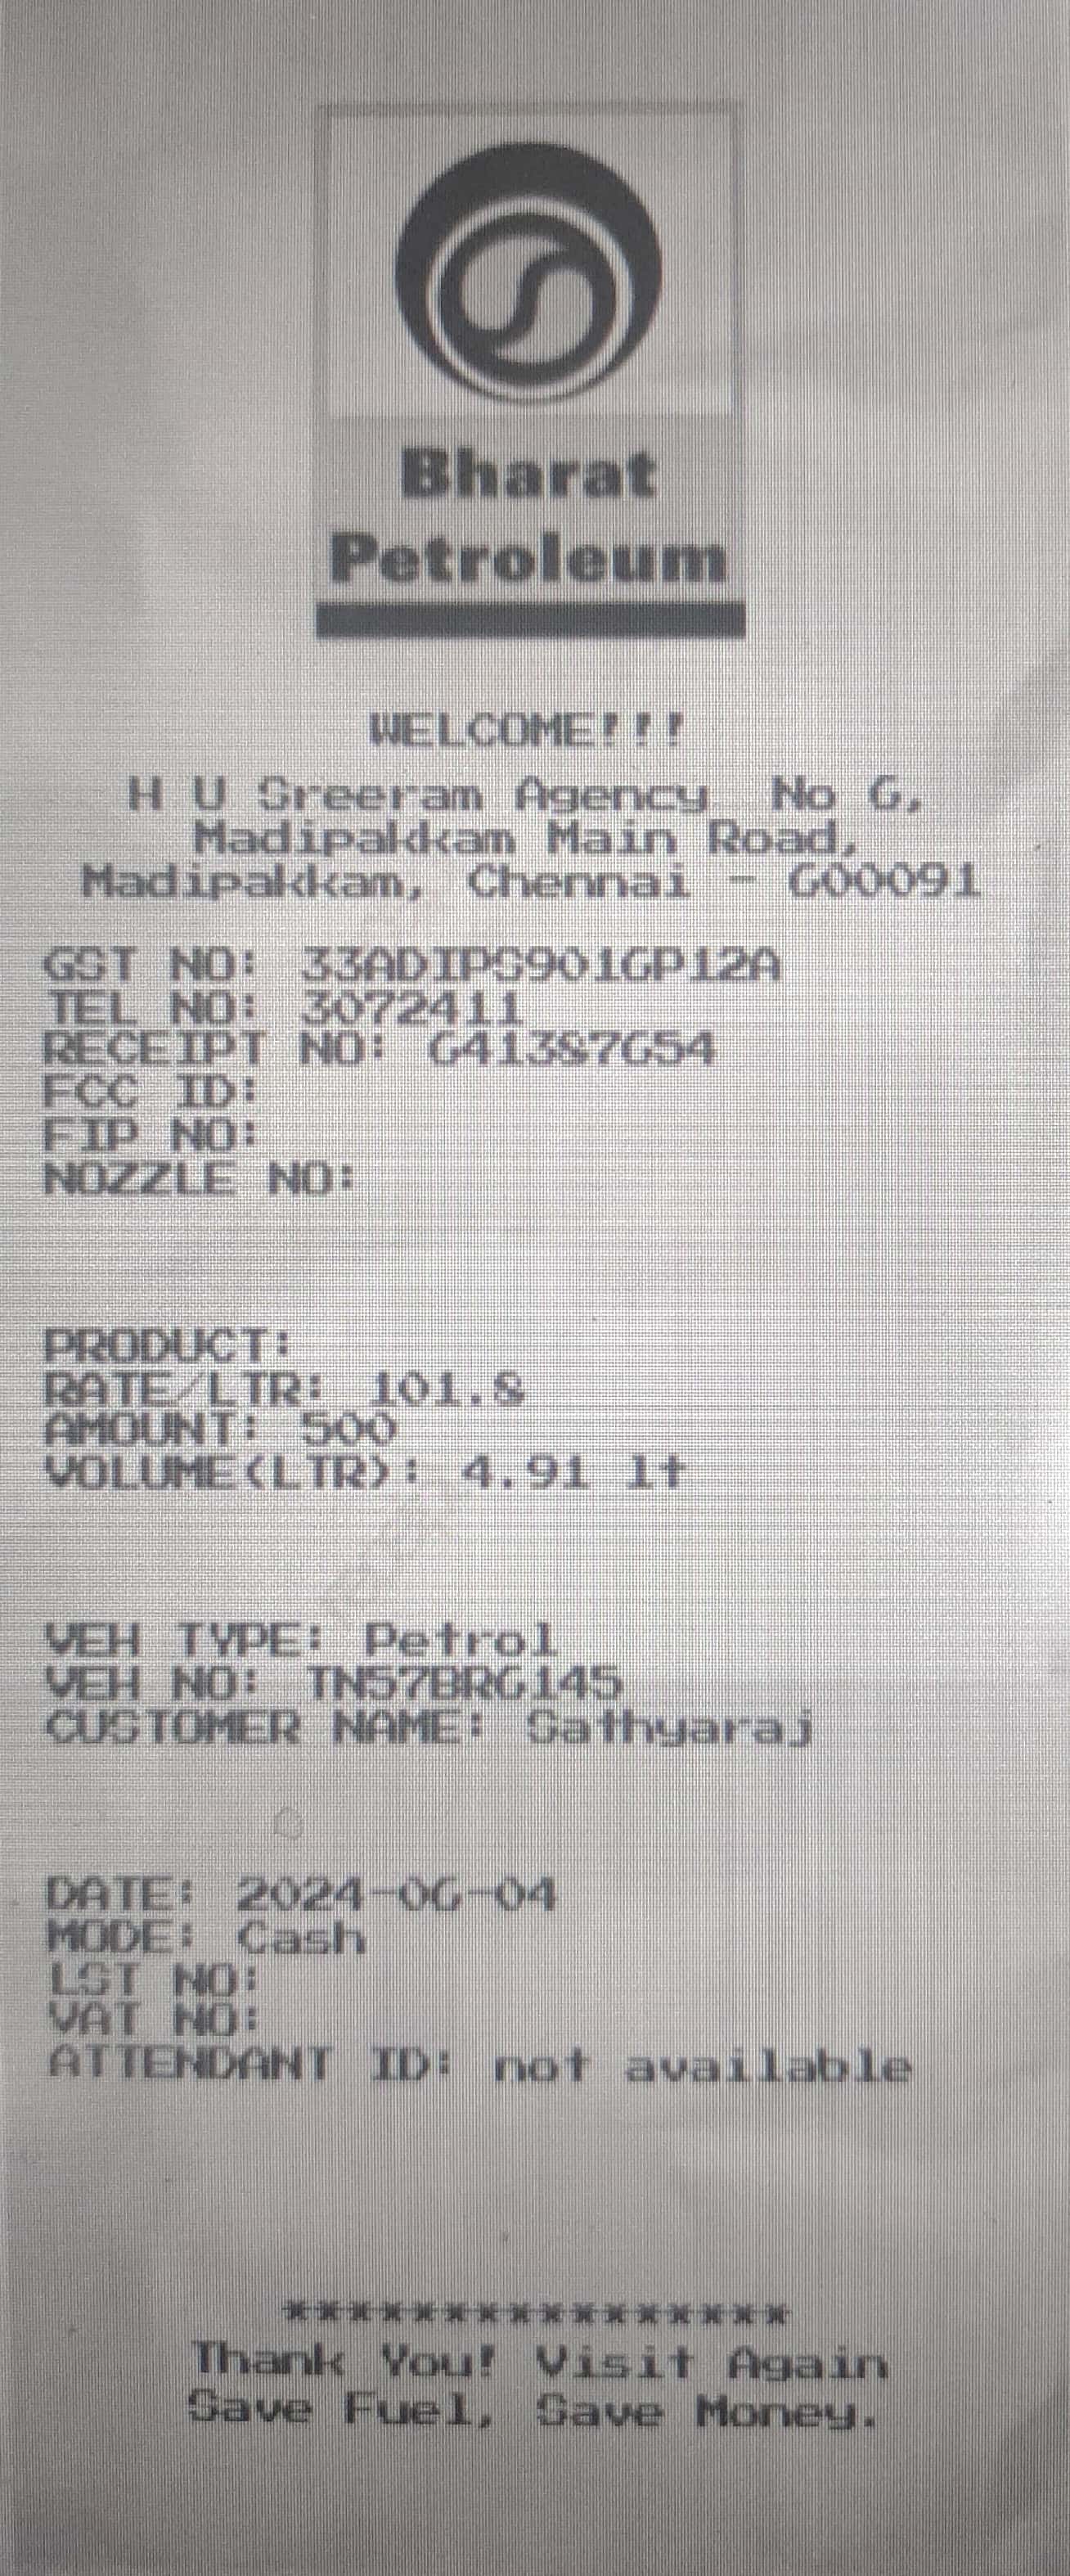 Bharat
Petroleum
WELCOME!!!
H U Sreeram Agency No 6,
Madipakkam Main Road,
Madipakkam, Chennai - 600091
GST NO: 33ADIPS9016P12A
TEL NO: 3072411
RECEIPT NO: 641387654
FCC ID:
FIP NO:
NOZZLE NO:
PRODUCT:
RATE/LTR: 101.8
AMOUNT: 500
VOLUME(LTR): 4.91 lt
VEH TYPE: Petrol
VEH NO: TN57BR6145
CUSTOMER NAME: Sathyaraj
DATE: 2024-06-04
MODE: Cash
LST NO:
VAT NO:
ATTENDANT ID: not available
****************
Thank You! Visit Again
Save Fuel, Save Money.